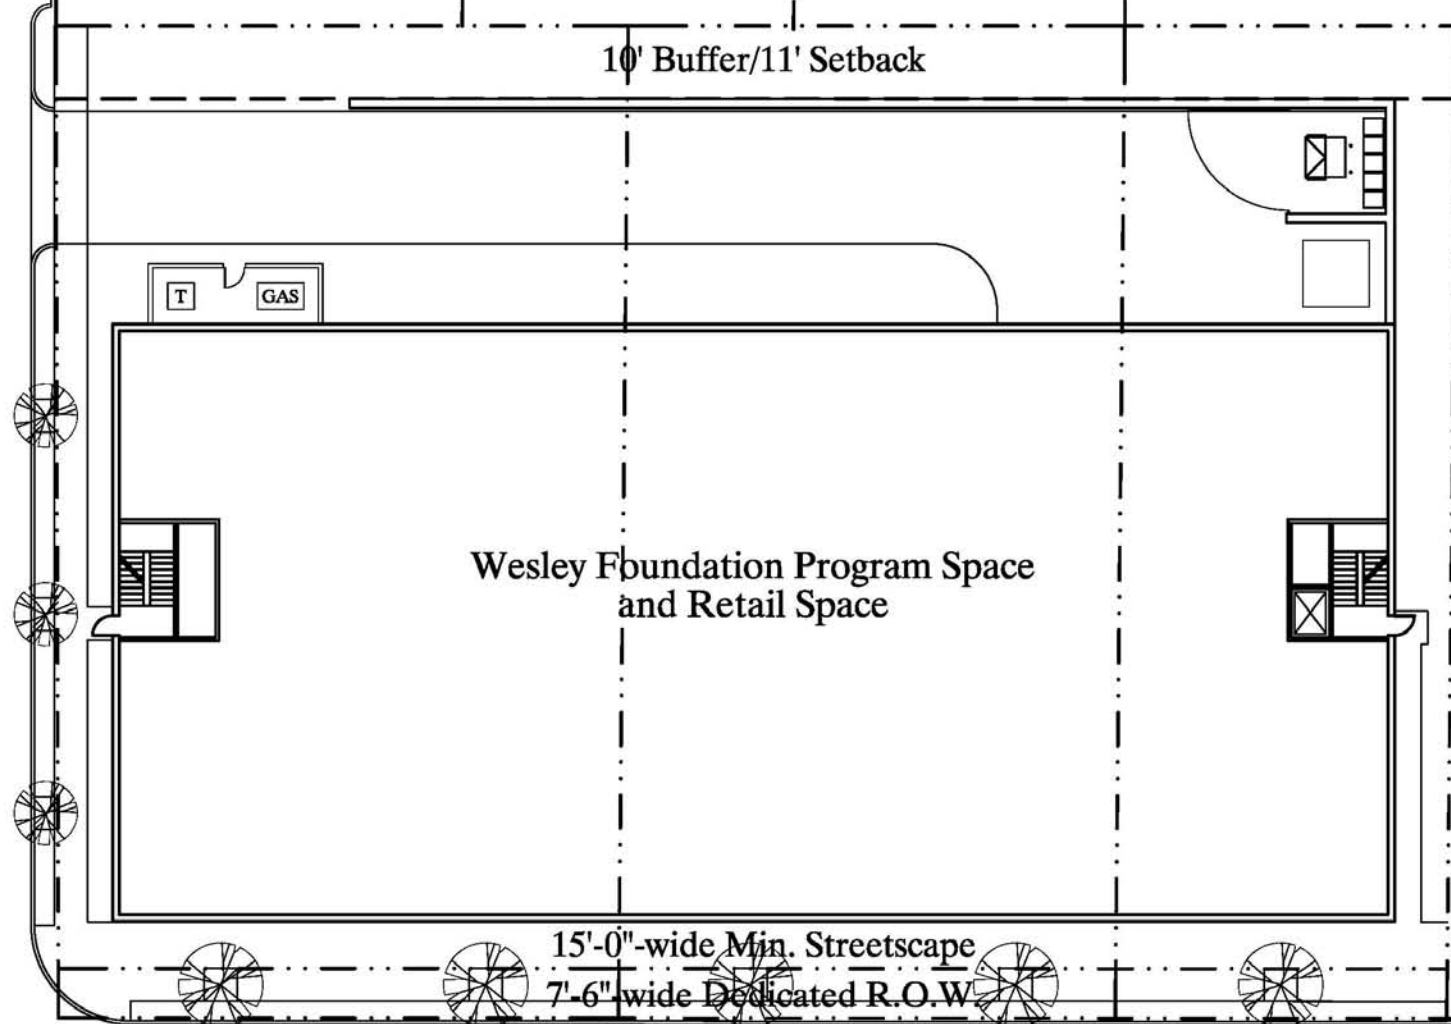 10' Buffer/11' Setback
T
GAS
Wesley Foundation Program Space
and Retail Space
15'-0"-wide Min. Streetscape
7'-6"-wide Dedicated R.O.W.